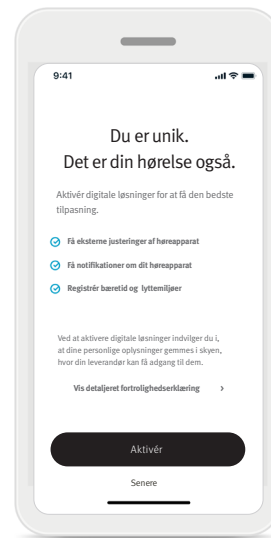 9:41
Du er unik.
Det er din hørelse også.
Aktivér digitale løsninger for at få den bedste
tilpasning.
Få eksterne justeringer af høreapparat
Få notifikationer om dit høreapparat
Registrér bæretid og lyttemiljøer
Ved at aktivere digitale løsninger indvilger du i,
at dine personlige oplysninger gemmes i skyen,
hvor din leverandør kan få adgang til dem.
Vis detaljeret fortrolighedserklæring
Aktivér
Senere